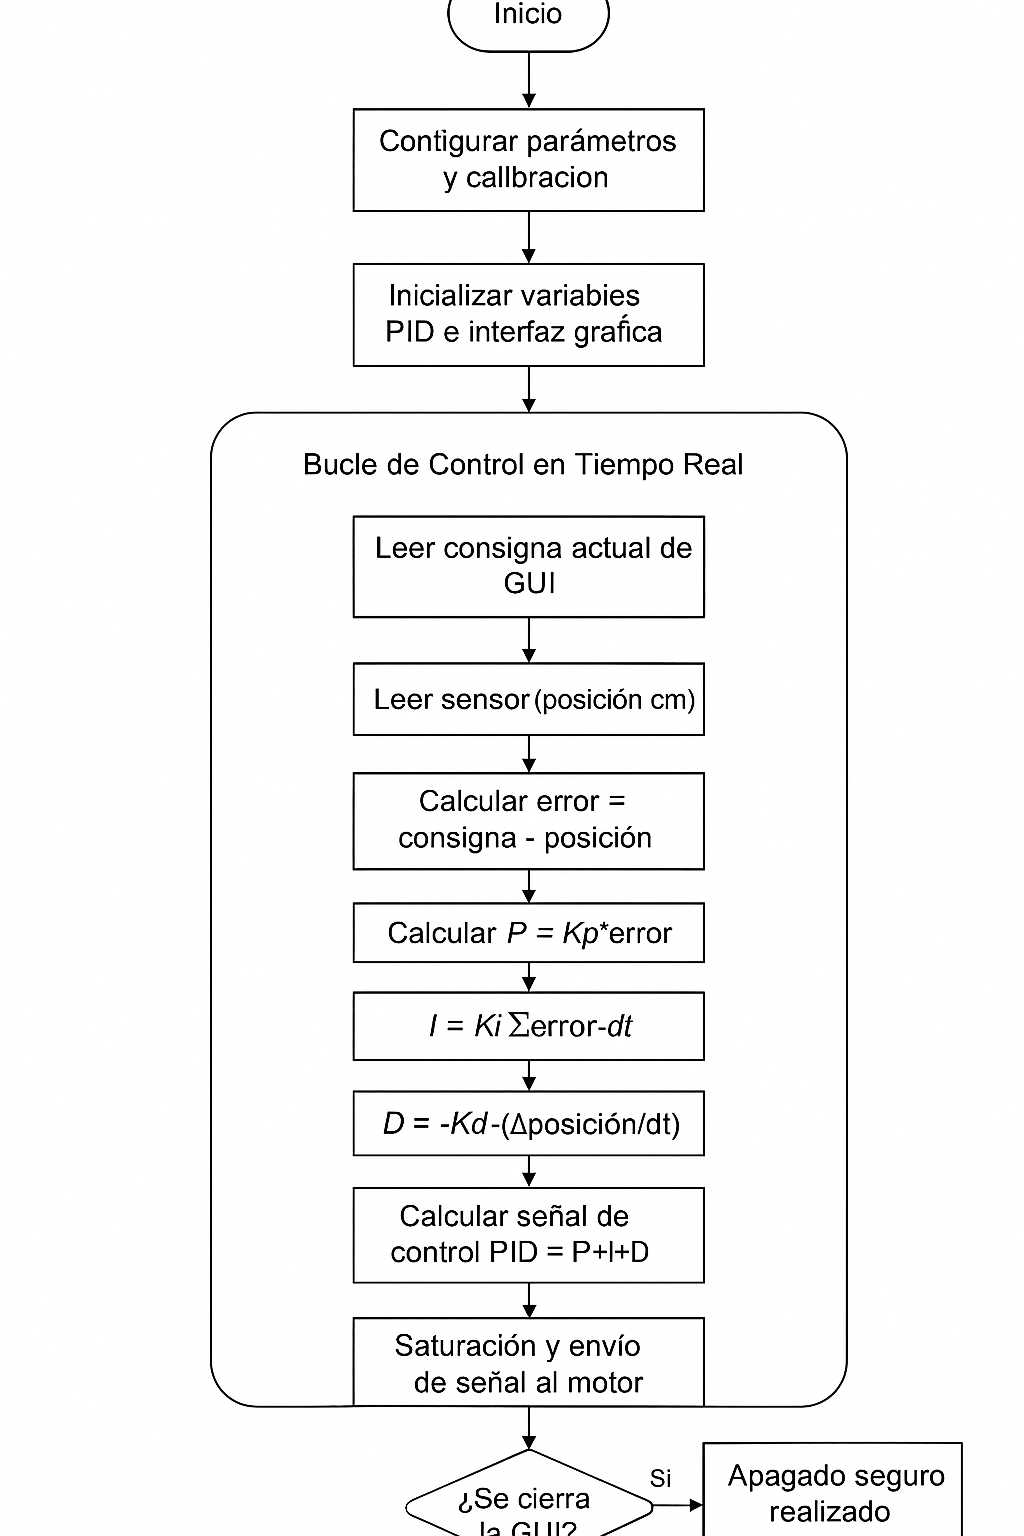 Inicio
Contigurar parámetros
y callbracion
Inicializar variabies
PID e interfaz grafíca
Bucle de Control en Tiempo Real
Leer consigna actual de
GUI
Leer sensor (posición cm)
Calcular error =
consigna - posición
Calcular P = Kp*error
I = Ki Σerror-dt
D = -Kd-(Δposición/dt)
Calcular señal de
control PID = P+I+D
Saturación y envío
de señal al motor
¿Se cierra
la GUI?
Si
Apagado seguro
realizado